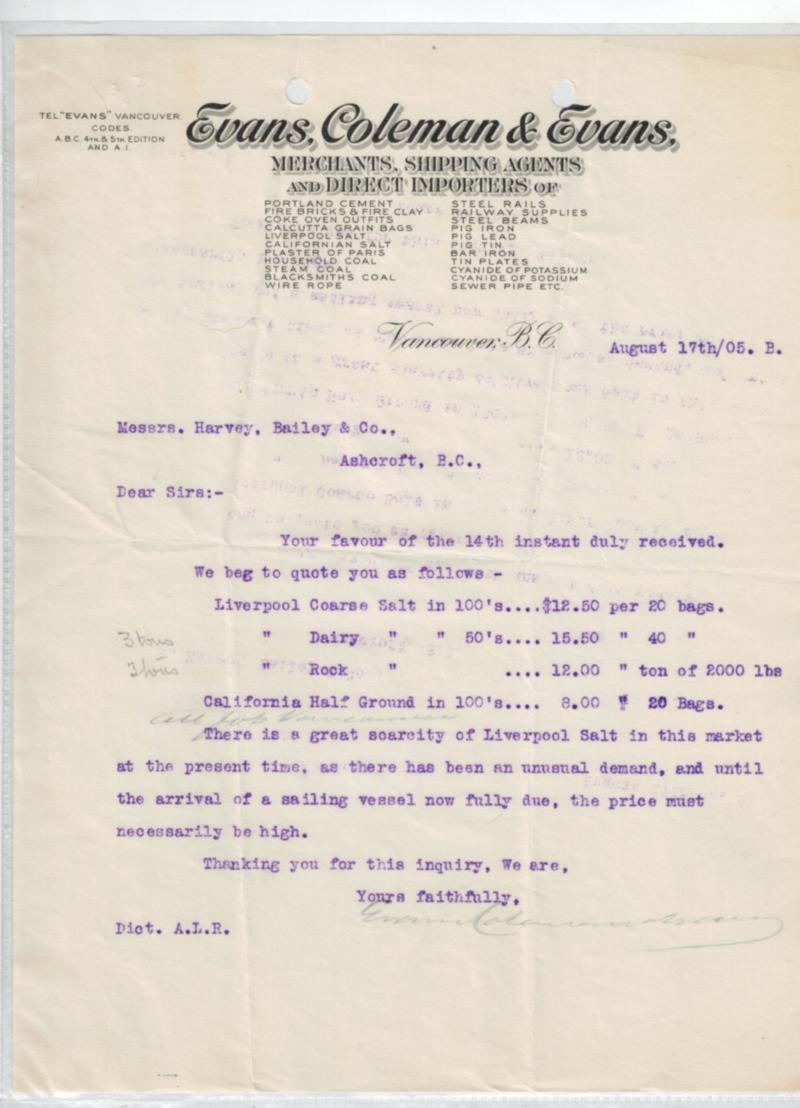 TEL "EVANS" VANCOUVER
CODES
A.B.C. 4TH & 5TH EDITION
AND A.I.
Evans, Coleman & Evans,
MERCHANTS, SHIPPING AGENTS
AND DIRECT IMPORTERS OF
PORTLAND CEMENT
FIRE BRICKS & FIRE CLAY
COKE OVEN OUTFITS
CALCUTTA GRAIN BAGS
LIVERPOOL SALT
CALIFORNIAN SALT
PLASTER OF PARIS
HOUSEHOLD COAL
STEAM COAL
BLACKSMITHS COAL
WIRE ROPE
STEEL RAILS
RAILWAY SUPPLIES
STEEL BEAMS
PIG IRON
PIG LEAD
PIG TIN
BAR IRON
TIN PLATES
CYANIDE OF POTASSIUM
CYANIDE OF SODIUM
SEWER PIPE ETC.
Vancouver, B.C. August 17th/05. B.
Messrs. Harvey, Bailey & Co.,
Ashcroft, B.C.,
Dear Sirs:-
Your favour of the 14th instant duly received.
We beg to quote you as follows -
Liverpool Coarse Salt in 100's....$12.50 per 20 bags.
3 tons " Dairy " " 50's.... 15.50 " 40 "
3 tons " Rock " .... 12.00 " ton of 2000 lbs
California Half Ground in 100's.... 8.00 " 20 Bags.
all fob Vancouver
There is a great scarcity of Liverpool Salt in this market
at the present time, as there has been an unusual demand, and until
the arrival of a sailing vessel now fully due, the price must
necessarily be high.
Thanking you for this inquiry, We are,
Yours faithfully,
Evans Coleman & Evans
Dict. A.L.R.